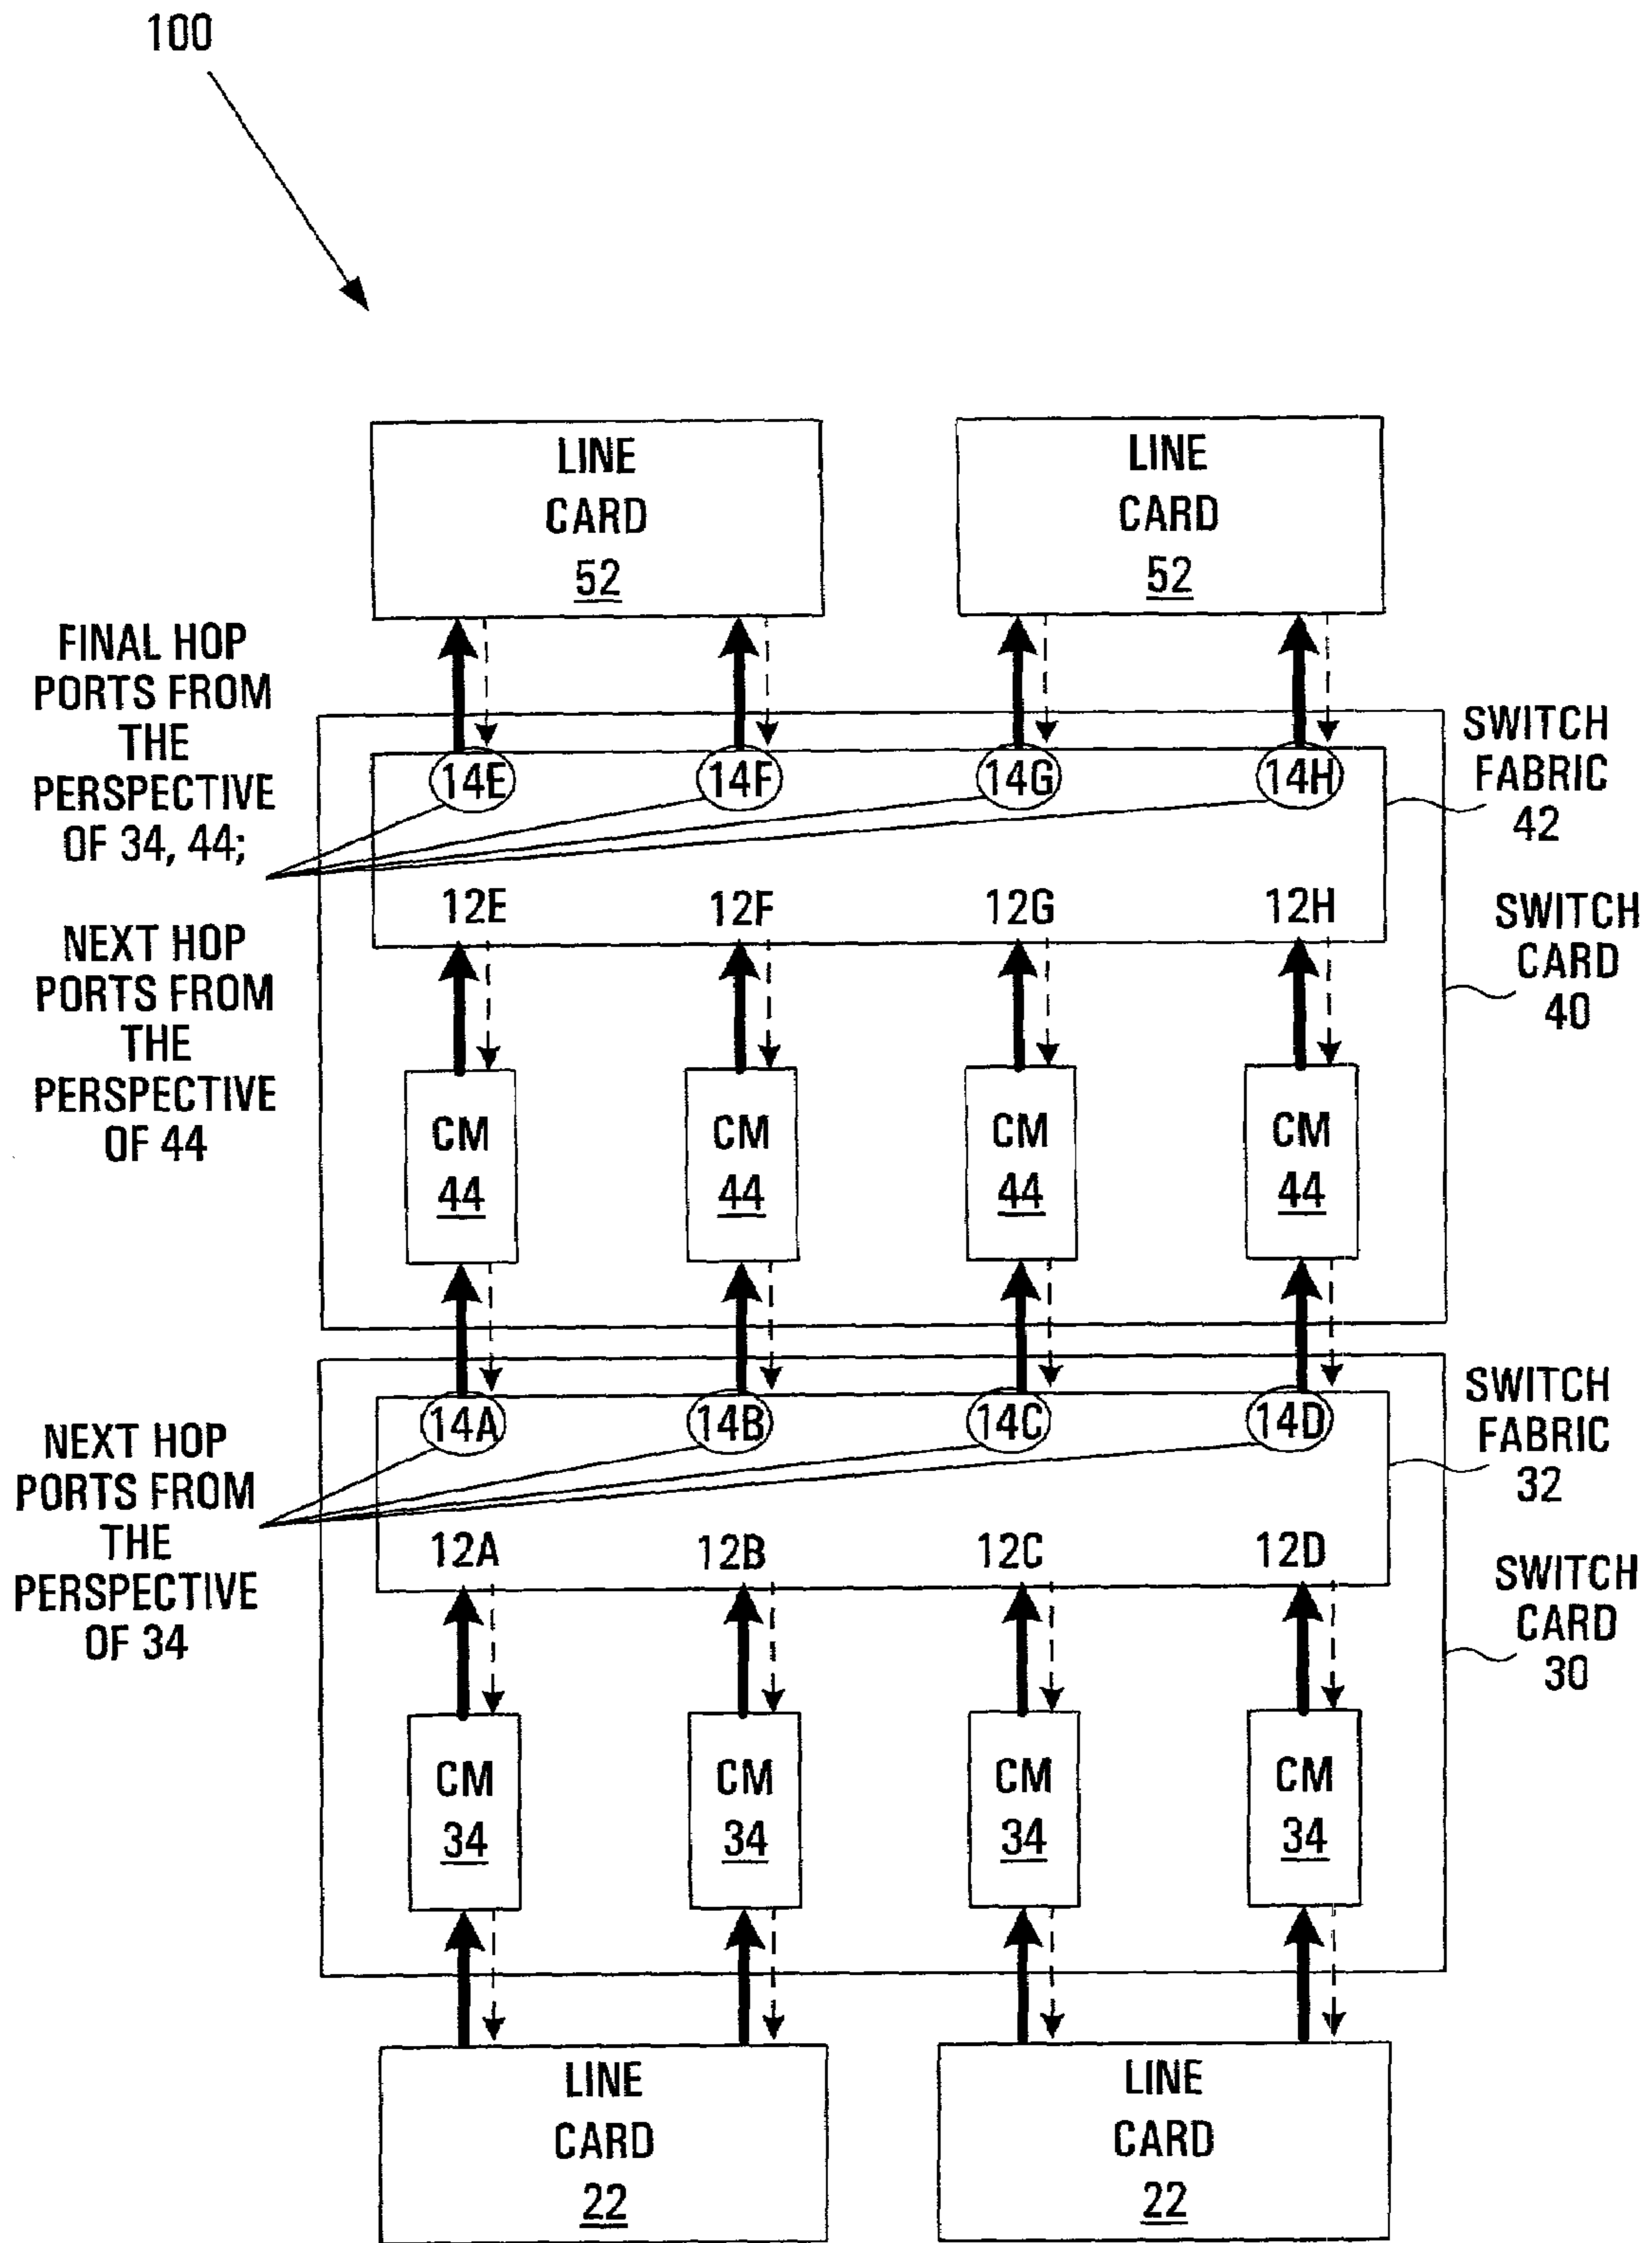 100
LINE
CARD
52
LINE
CARD
52
FINAL HOP
PORTS FROM
THE
PERSPECTIVE
OF 34, 44;
NEXT HOP
PORTS FROM
THE
PERSPECTIVE
OF 44
14E
14F
14G
14H
SWITCH
FABRIC
42
12E
12F
12G
12H
SWITCH
CARD
40
CM
44
CM
44
CM
44
CM
44
NEXT HOP
PORTS FROM
THE
PERSPECTIVE
OF 34
14A
14B
14C
14D
SWITCH
FABRIC
32
12A
12B
12C
12D
SWITCH
CARD
30
CM
34
CM
34
CM
34
CM
34
LINE
CARD
22
LINE
CARD
22